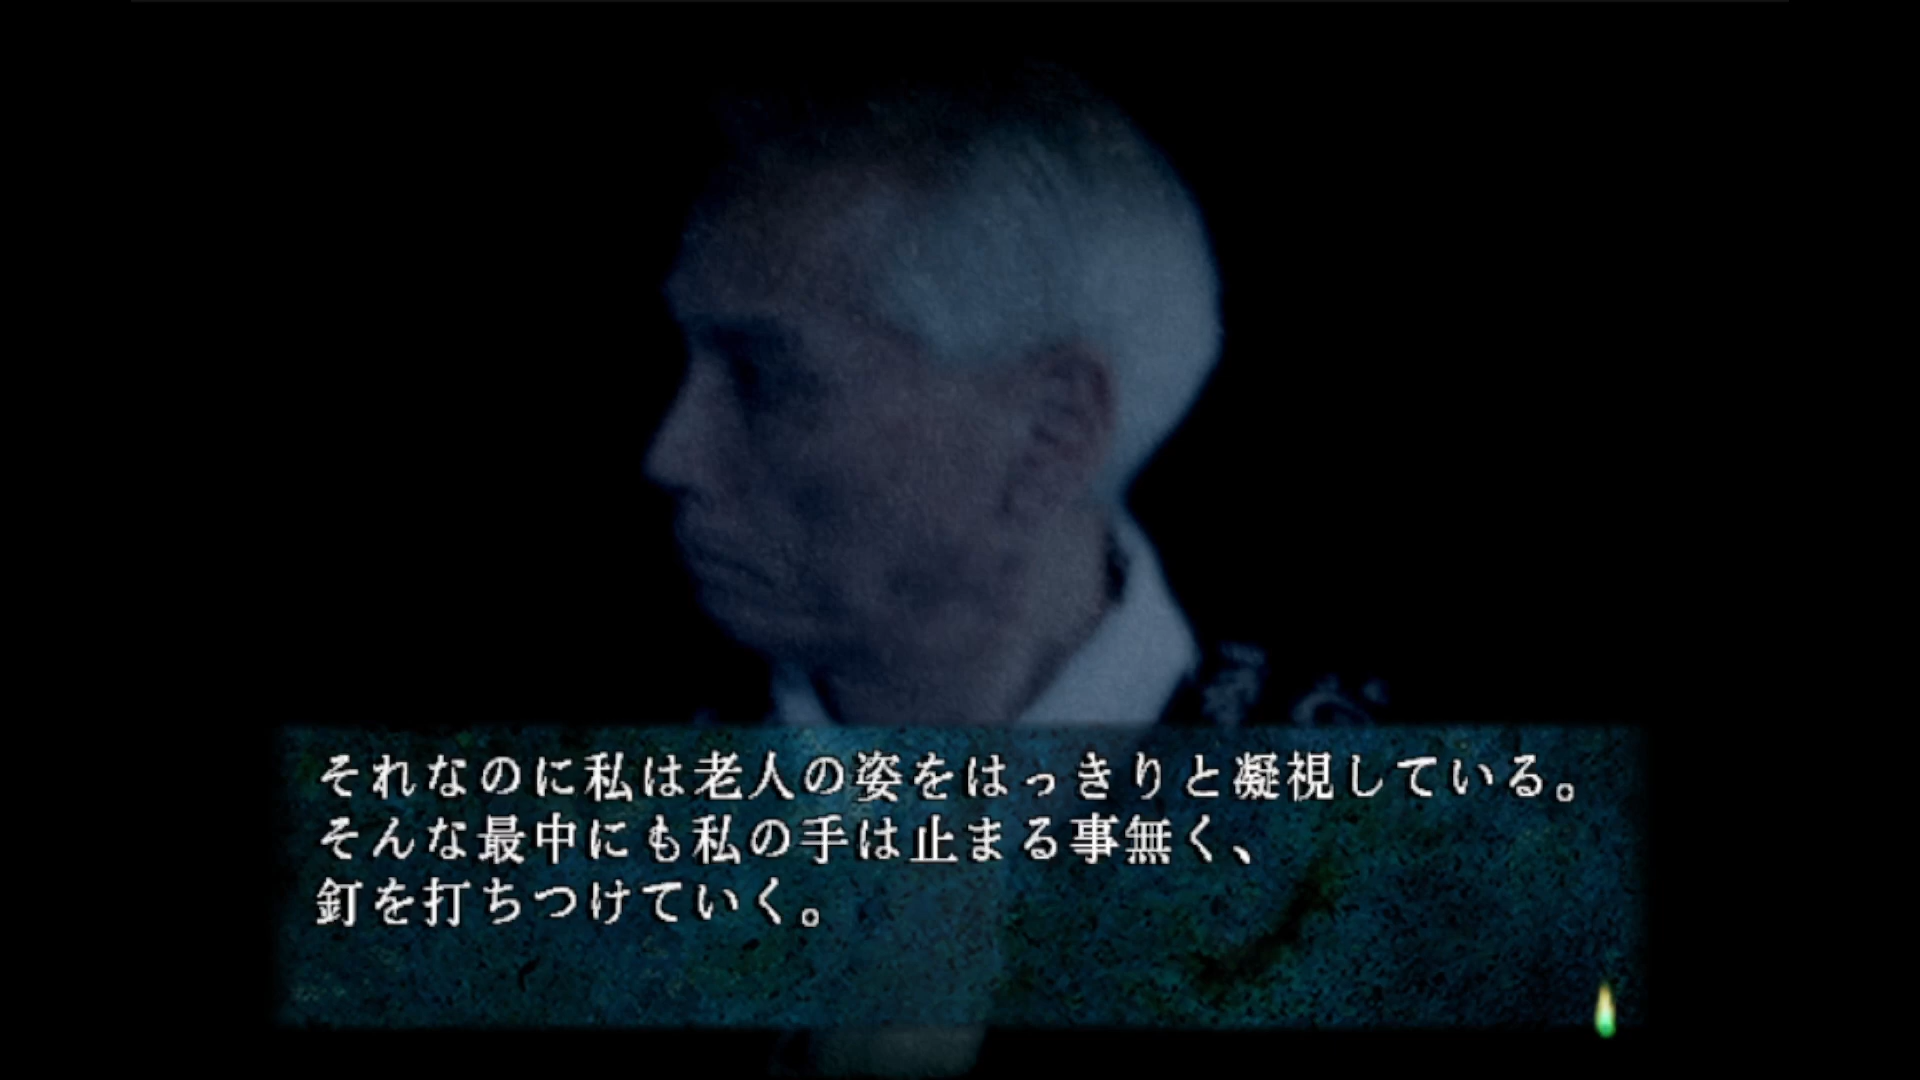 それなのに私は老人の姿をはっきりと凝視している。
そんな最中にも私の手は止まる事無く、
釘を打ちつけていく。